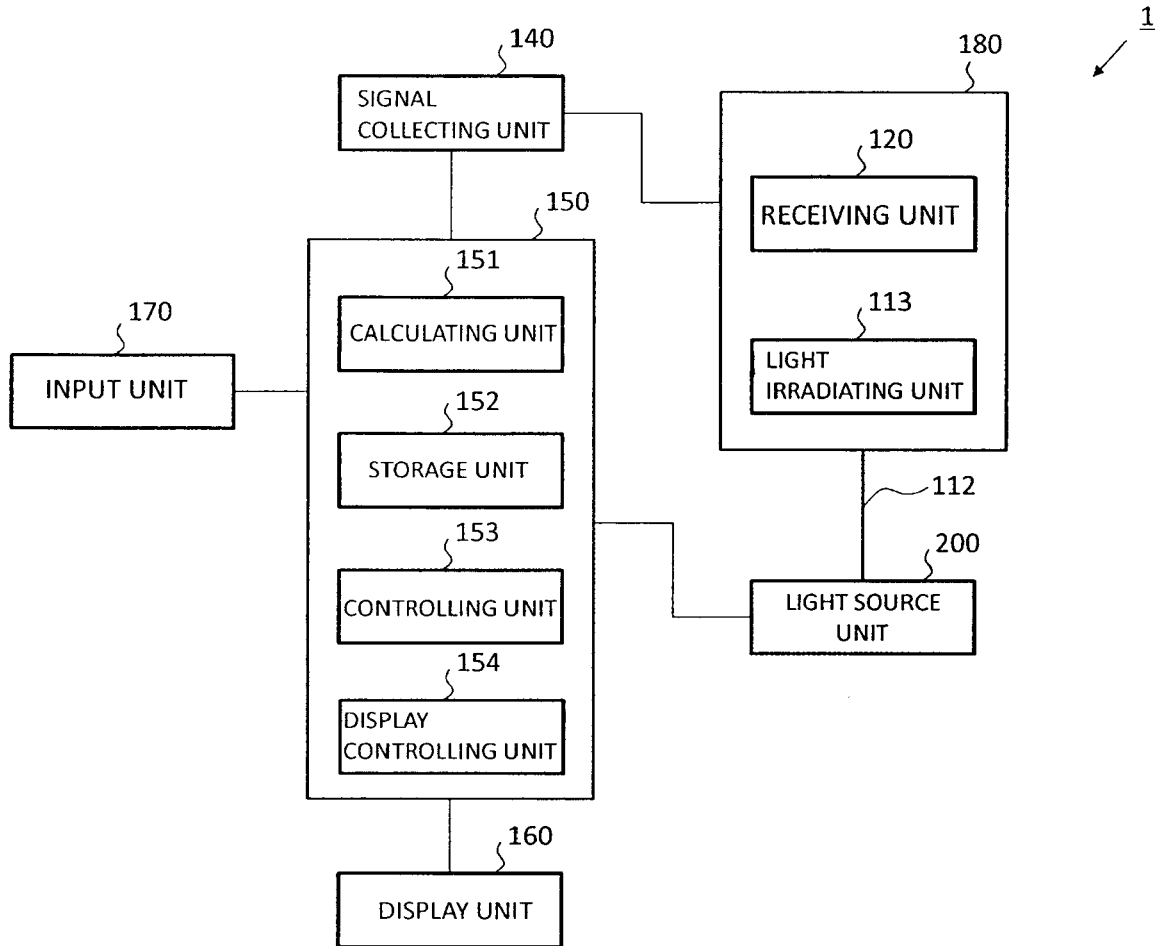 1
140
SIGNAL
COLLECTING UNIT
180
120
RECEIVING UNIT
150
151
CALCULATING UNIT
113
LIGHT
IRRADIATING UNIT
170
INPUT UNIT
152
STORAGE UNIT
112
153
CONTROLLING UNIT
200
LIGHT SOURCE
UNIT
154
DISPLAY
CONTROLLING UNIT
160
DISPLAY UNIT